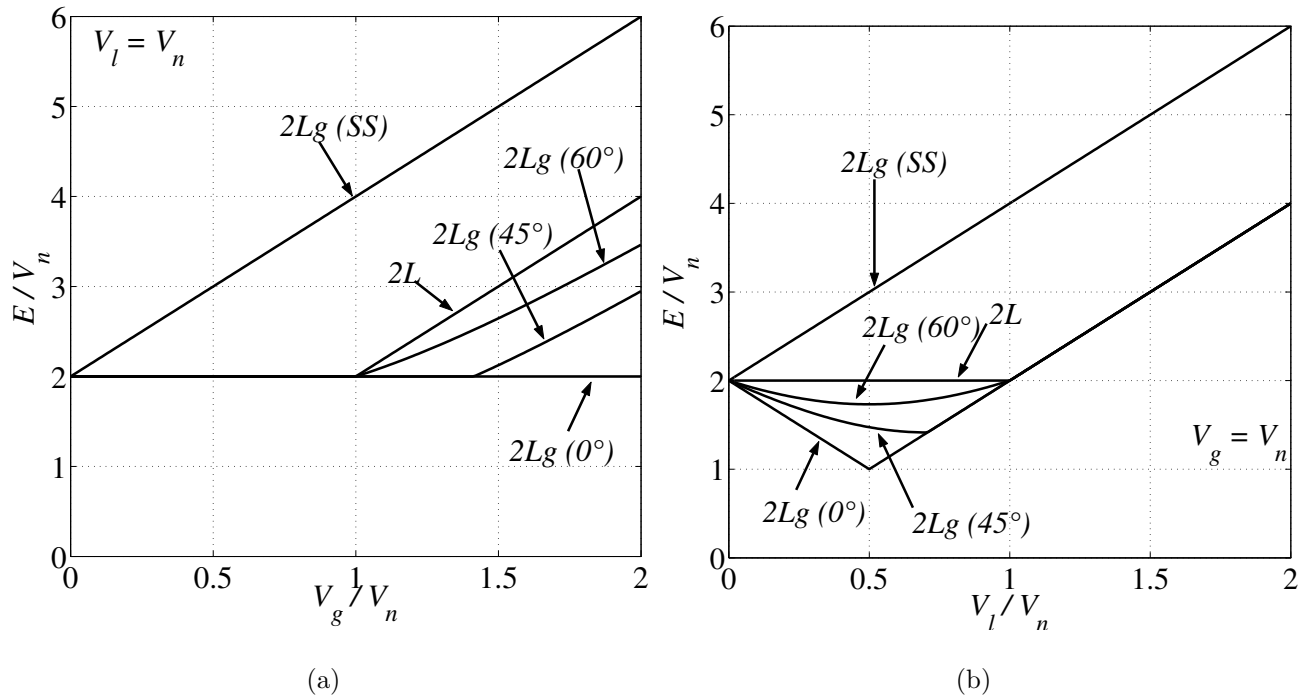 6
V_l = V_n
5
2Lg (SS)
2Lg (60°)
4
2Lg (45°)
E / V_n
3
2L
2
2Lg (0°)
1
0
0 0.5 1 1.5 2
V_g / V_n
(a)
6
5
2Lg (SS)
4
E / V_n
3
2Lg (60°) 2L
2
V_g = V_n
1
2Lg (0°) 2Lg (45°)
0
0 0.5 1 1.5 2
V_l / V_n
(b)